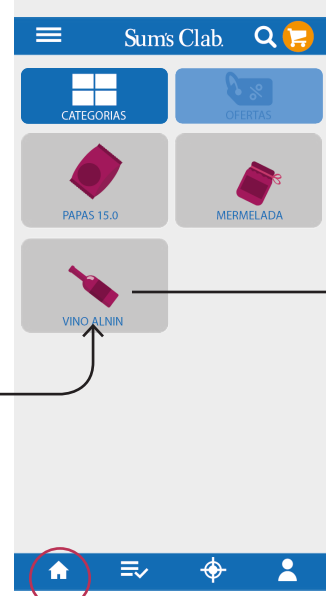 Sum's Clab.
CATEGORIAS
OFERTAS
%
PAPAS 15.0
MERMELADA
VINO ALNIN